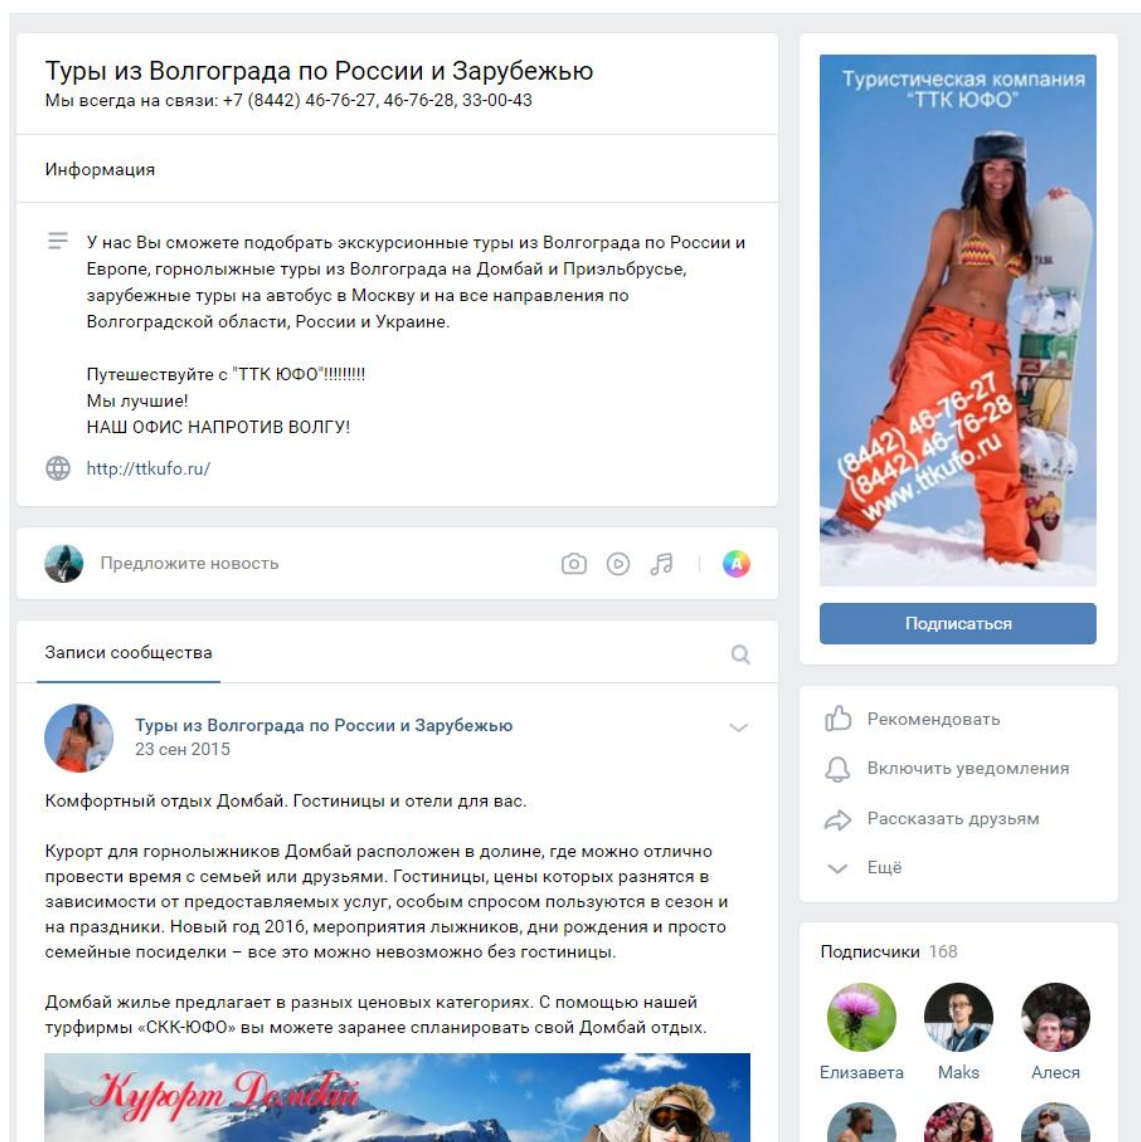 Туры из Волгограда по России и Зарубежью
Мы всегда на связи: +7 (8442) 46-76-27, 46-76-28, 33-00-43
Информация
У нас Вы сможете подобрать экскурсионные туры из Волгограда по России и
Европе, горнолыжные туры из Волгограда на Домбай и Приэльбрусье,
зарубежные туры на автобус в Москву и на все направления по
Волгоградской области, России и Украине.
Путешествуйте с "ТТК ЮФО"!!!!!!!!!
Мы лучшие!
НАШ ОФИС НАПРОТИВ ВОЛГУ!
http://ttkufo.ru/
Предложите новость
A
Записи сообщества
Туры из Волгограда по России и Зарубежью
23 сен 2015
Комфортный отдых Домбай. Гостиницы и отели для вас.
Курорт для горнолыжников Домбай расположен в долине, где можно отлично
провести время с семьей или друзьями. Гостиницы, цены которых разнятся в
зависимости от предоставляемых услуг, особым спросом пользуются в сезон и
на праздники. Новый год 2016, мероприятия лыжников, дни рождения и просто
семейные посиделки – все это можно невозможно без гостиницы.
Домбай жилье предлагает в разных ценовых категориях. С помощью нашей
турфирмы «СКК-ЮФО» вы можете заранее спланировать свой Домбай отдых.
Курорт Домбай
Туристическая компания
"ТТК ЮФО"
(8442) 46-76-27
(8442) 46-76-28
www.ttkufo.ru
Подписаться
Рекомендовать
Включить уведомления
Рассказать друзьям
Ещё
Подписчики 168
Елизавета Maks Алеся